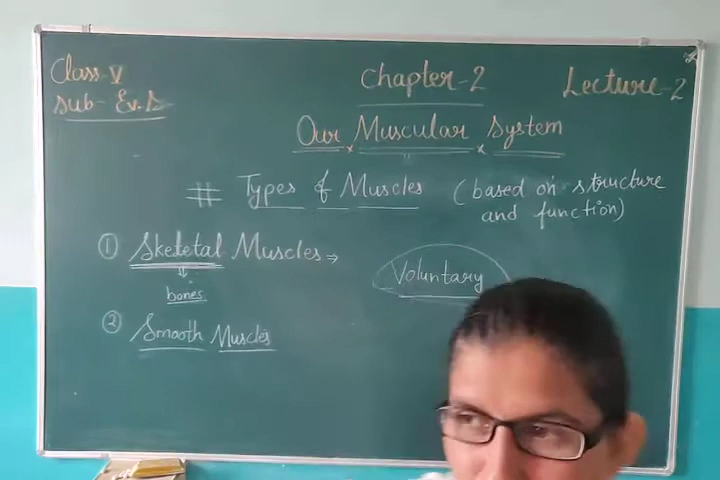 Class-V
Sub- Ev.S
Chapter-2
Lecture-2
Our Muscular System
# Types of Muscles (based on structure
and function)
① Skeletal Muscles →
Voluntary
↓
bones
② Smooth Muscles